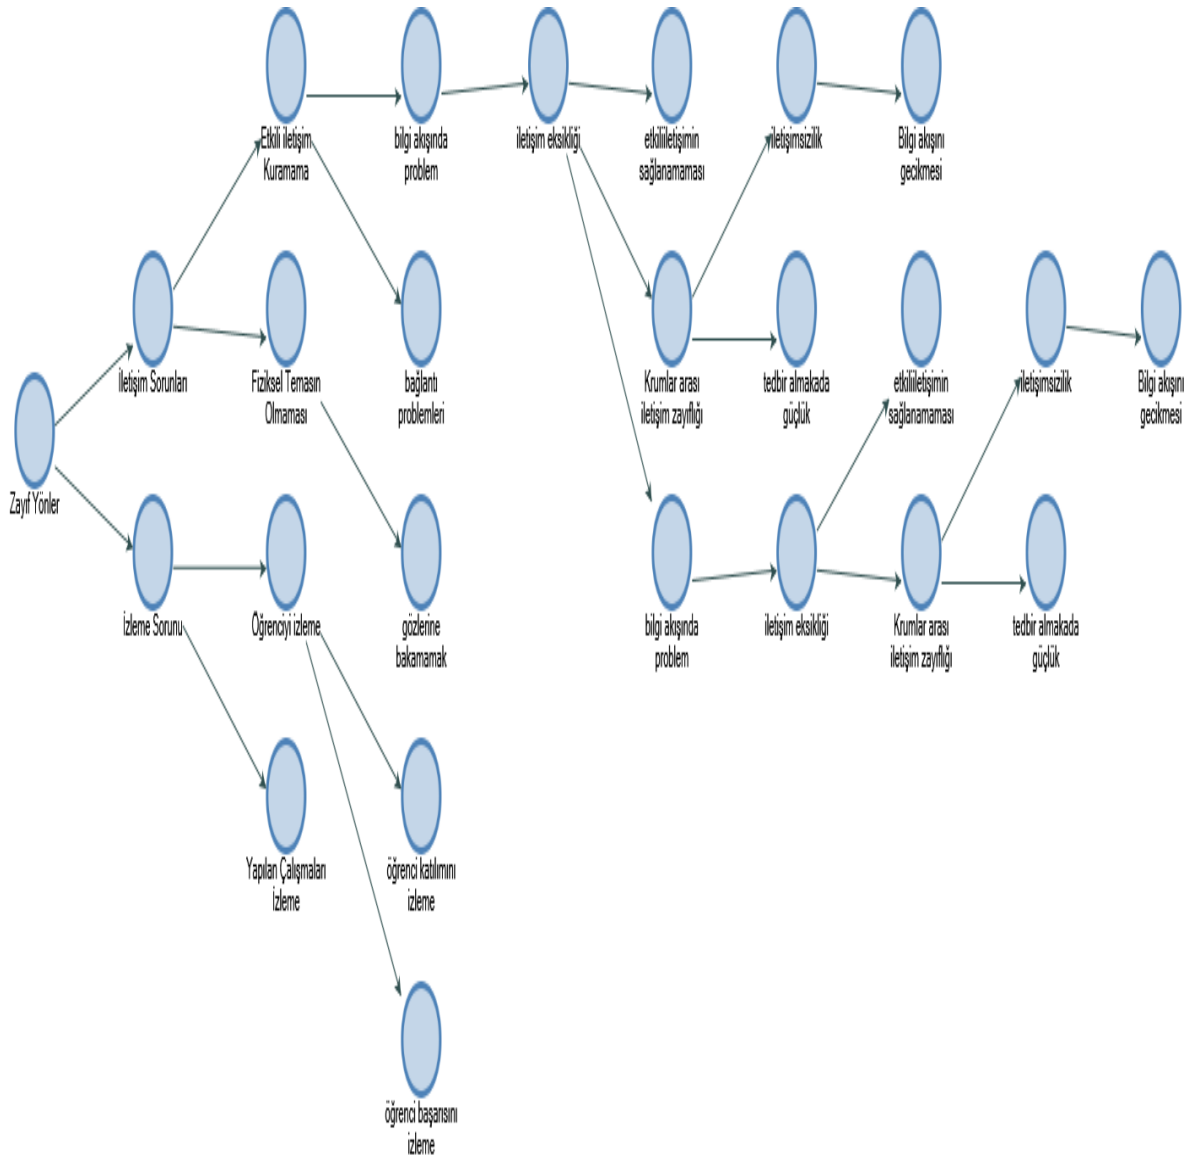 Etkili iletişim
Kuramama
bilgi akışında
problem
iletişim eksikliği
etkiliiletişimin
sağlanamaması
iletişimsizilik
Bilgi akışını
gecikmesi
İletişim Sorunları
Fiziksel Temasın
Olmaması
bağlantı
problemleri
Krumlar arası
iletişim zayıflığı
tedbir almakada
güçlük
etkiliiletişimin
sağlanamaması
iletişimsizilik
Bilgi akışını
gecikmesi
Zayıf Yönler
İzleme Sorunu
Öğrenciyi izleme
gözlerine
bakamamak
bilgi akışında
problem
iletişim eksikliği
Krumlar arası
iletişim zayıflığı
tedbir almakada
güçlük
Yapılan Çalışmaları
İzleme
öğrenci katılımını
izleme
öğrenci başarısını
izleme